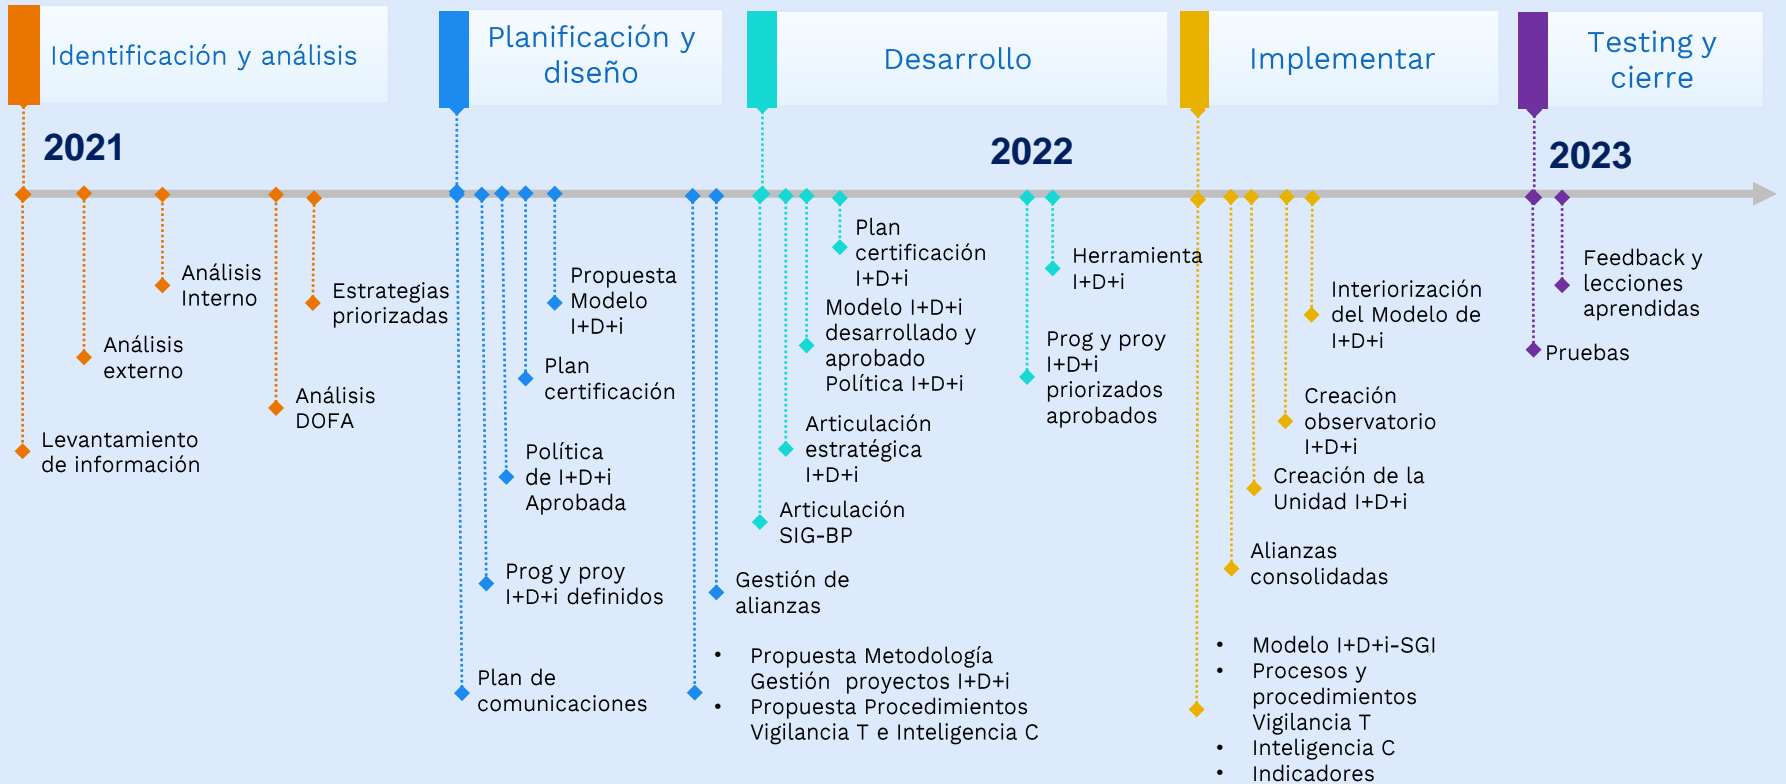 Identificación y análisis
Planificación y
diseño
Desarrollo
Implementar
Testing y
cierre
2021
2022
2023
Levantamiento
de información
Análisis
externo
Análisis
Interno
Análisis
DOFA
Estrategias
priorizadas
Plan de
comunicaciones
Prog y proy
I+D+i definidos
Política
de I+D+i
Aprobada
Plan
certificación
Propuesta
Modelo
I+D+i
• Propuesta Metodología
Gestión proyectos I+D+i
• Propuesta Procedimientos
Vigilancia T e Inteligencia C
Gestión de
alianzas
Articulación
SIG-BP
Articulación
estratégica
I+D+i
Modelo I+D+i
desarrollado y
aprobado
Política I+D+i
Plan
certificación
I+D+i
Prog y proy
I+D+i
priorizados
aprobados
Herramienta
I+D+i
• Modelo I+D+i-SGI
• Procesos y
procedimientos
Vigilancia T
• Inteligencia C
• Indicadores
Alianzas
consolidadas
Creación de la
Unidad I+D+i
Creación
observatorio
I+D+i
Interiorización
del Modelo de
I+D+i
Pruebas
Feedback y
lecciones
aprendidas